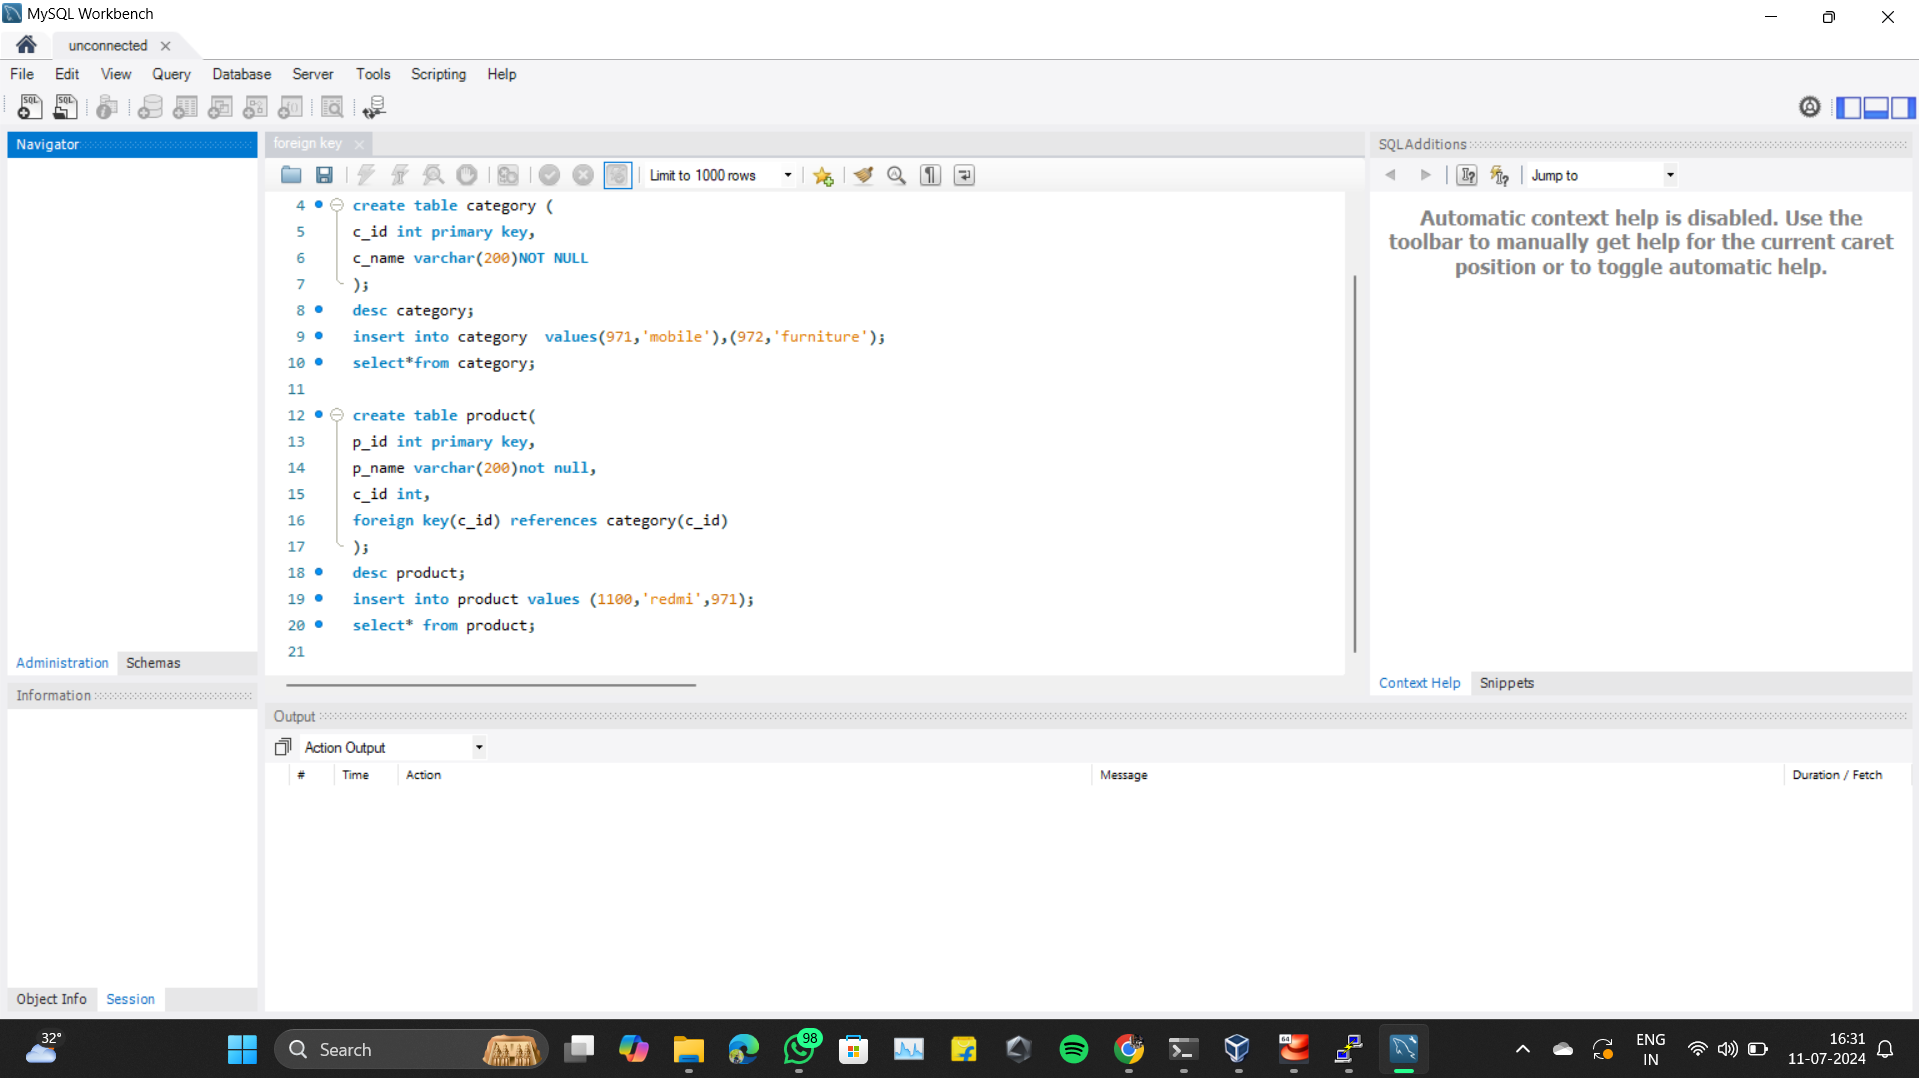 MySQL Workbench
unconnected
File Edit View Query Database Server Tools Scripting Help
Navigator
foreign key
SQLAdditions
Limit to 1000 rows
Jump to
4 create table category (
5 c_id int primary key,
6 c_name varchar(200)NOT NULL
7 );
8 desc category;
9 insert into category  values(971,'mobile'),(972,'furniture');
10 select*from category;
11
12 create table product(
13 p_id int primary key,
14 p_name varchar(200)not null,
15 c_id int,
16 foreign key(c_id) references category(c_id)
17 );
18 desc product;
19 insert into product values (1100,'redmi',971);
20 select* from product;
21
Automatic context help is disabled. Use the
toolbar to manually get help for the current caret
position or to toggle automatic help.
Administration Schemas
Context Help Snippets
Information
Output
Action Output
# Time Action Message Duration / Fetch
Object Info Session
32°
Search
98
64
ENG
IN
16:31
11-07-2024